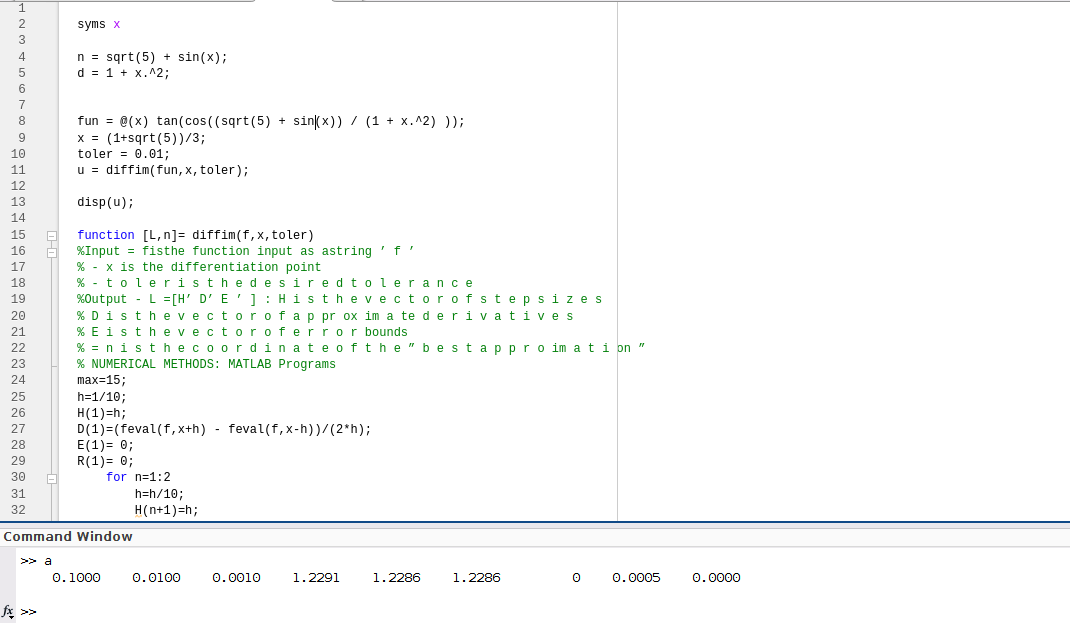 1
2 syms x
3
4 n = sqrt(5) + sin(x);
5 d = 1 + x.^2;
6
7
8 fun = @(x) tan(cos((sqrt(5) + sin(x)) / (1 + x.^2) ));
9 x = (1+sqrt(5))/3;
10 toler = 0.01;
11 u = diffim(fun,x,toler);
12
13 disp(u);
14
15 function [L,n]= diffim(f,x,toler)
16 %Input = fisthe function input as astring ’ f ’
17 % - x is the differentiation point
18 % - t o l e r i s t h e d e s i r e d t o l e r a n c e
19 %Output - L =[H’ D’ E ’ ] : H i s t h e v e c t o r o f s t e p s i z e s
20 % D i s t h e v e c t o r o f a p pr ox im a te d e r i v a t i v e s
21 % E i s t h e v e c t o r o f e r r o r bounds
22 % = n i s t h e c o o r d i n a t e o f t h e ” b e s t a p p r o im a t i on ”
23 % NUMERICAL METHODS: MATLAB Programs
24 max=15;
25 h=1/10;
26 H(1)=h;
27 D(1)=(feval(f,x+h) - feval(f,x-h))/(2*h);
28 E(1)= 0;
29 R(1)= 0;
30 for n=1:2
31 h=h/10;
32 H(n+1)=h;
Command Window
>> a
0.1000 0.0100 0.0010 1.2291 1.2286 1.2286 0 0.0005 0.0000
fx >>